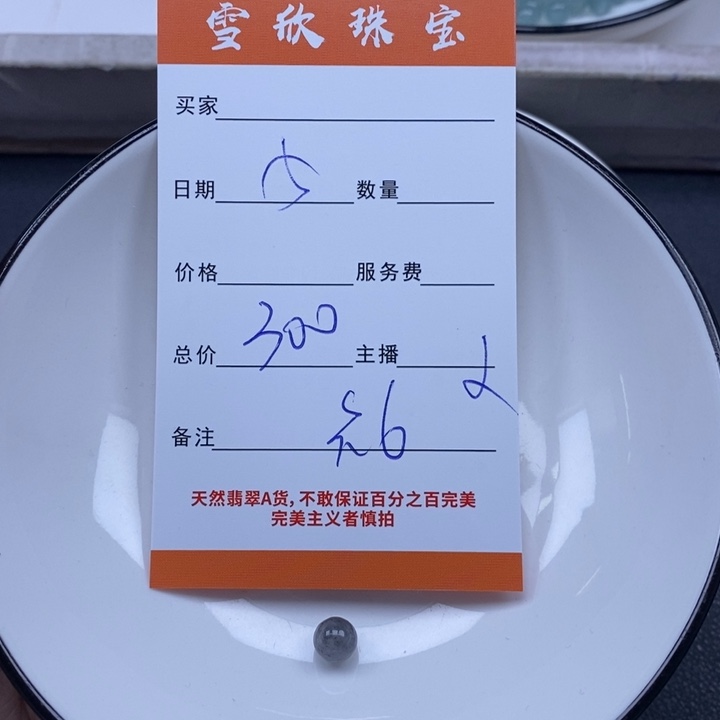 雪欣珠宝
买家
日期 数量
价格 服务费
总价 300 主播
备注
天然翡翠A货,不敢保证百分之百完美
完美主义者慎拍